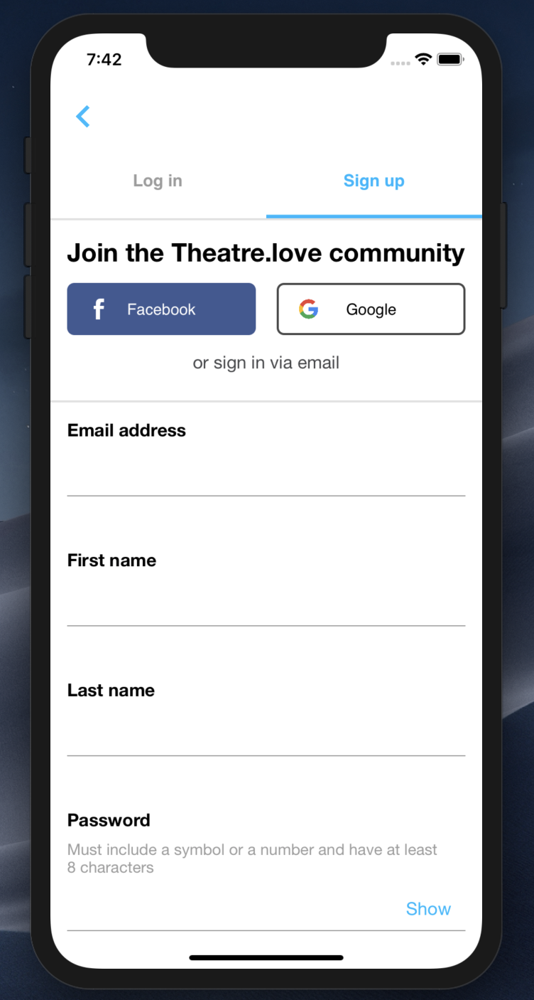 7:42
Log in
Sign up
Join the Theatre.love community
Facebook
Google
or sign in via email
Email address
First name
Last name
Password
Must include a symbol or a number and have at least
8 characters
Show